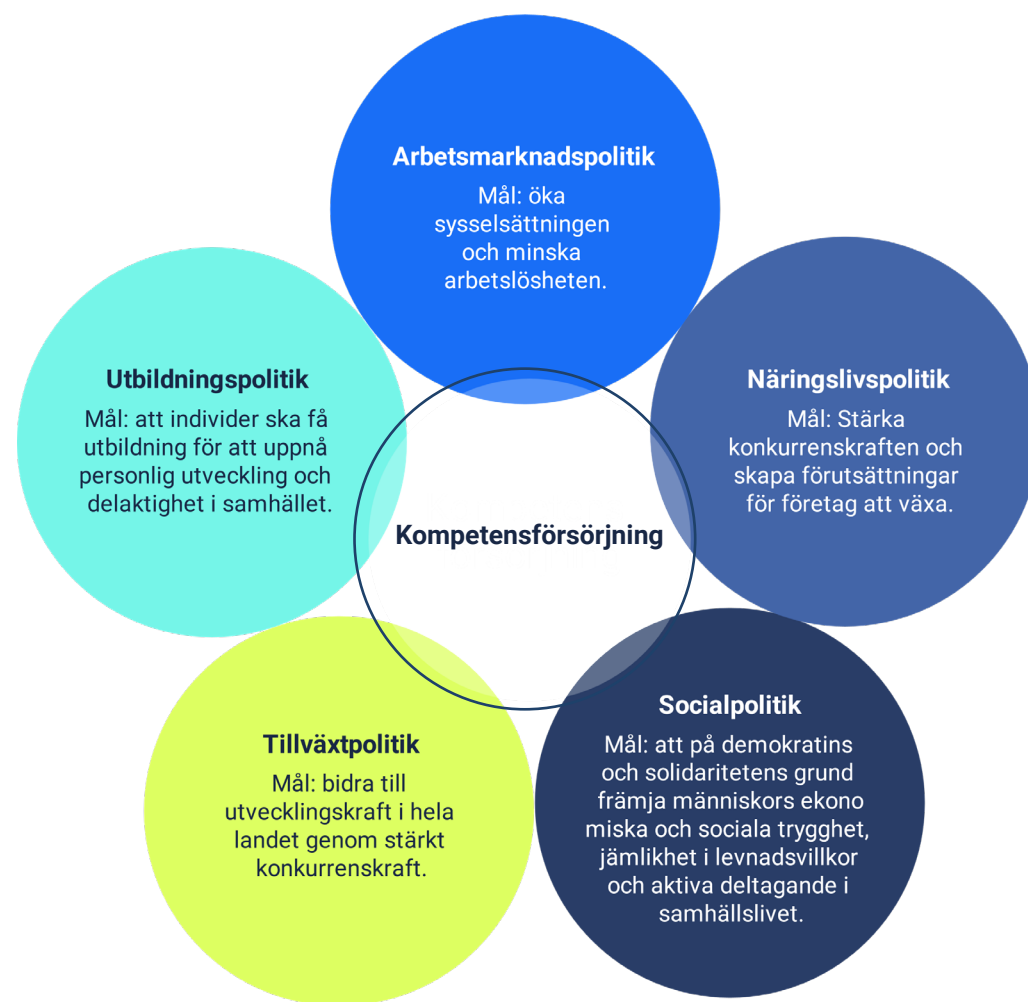 Arbetsmarknadspolitik
Mål: öka
sysselsättningen
och minska
arbetslösheten.
Utbildningspolitik
Mål: att individer ska få
utbildning för att uppnå
personlig utveckling och
delaktighet i samhället.
Näringslivspolitik
Mål: Stärka
konkurrenskraften och
skapa förutsättningar
för företag att växa.
Kompetensförsörjning
Tillväxtpolitik
Mål: bidra till
utvecklingskraft i hela
landet genom stärkt
konkurrenskraft.
Socialpolitik
Mål: att på demokratins
och solidaritetens grund
främja människors ekono
miska och sociala trygghet,
jämlikhet i levnadsvillkor
och aktiva deltagande i
samhällslivet.